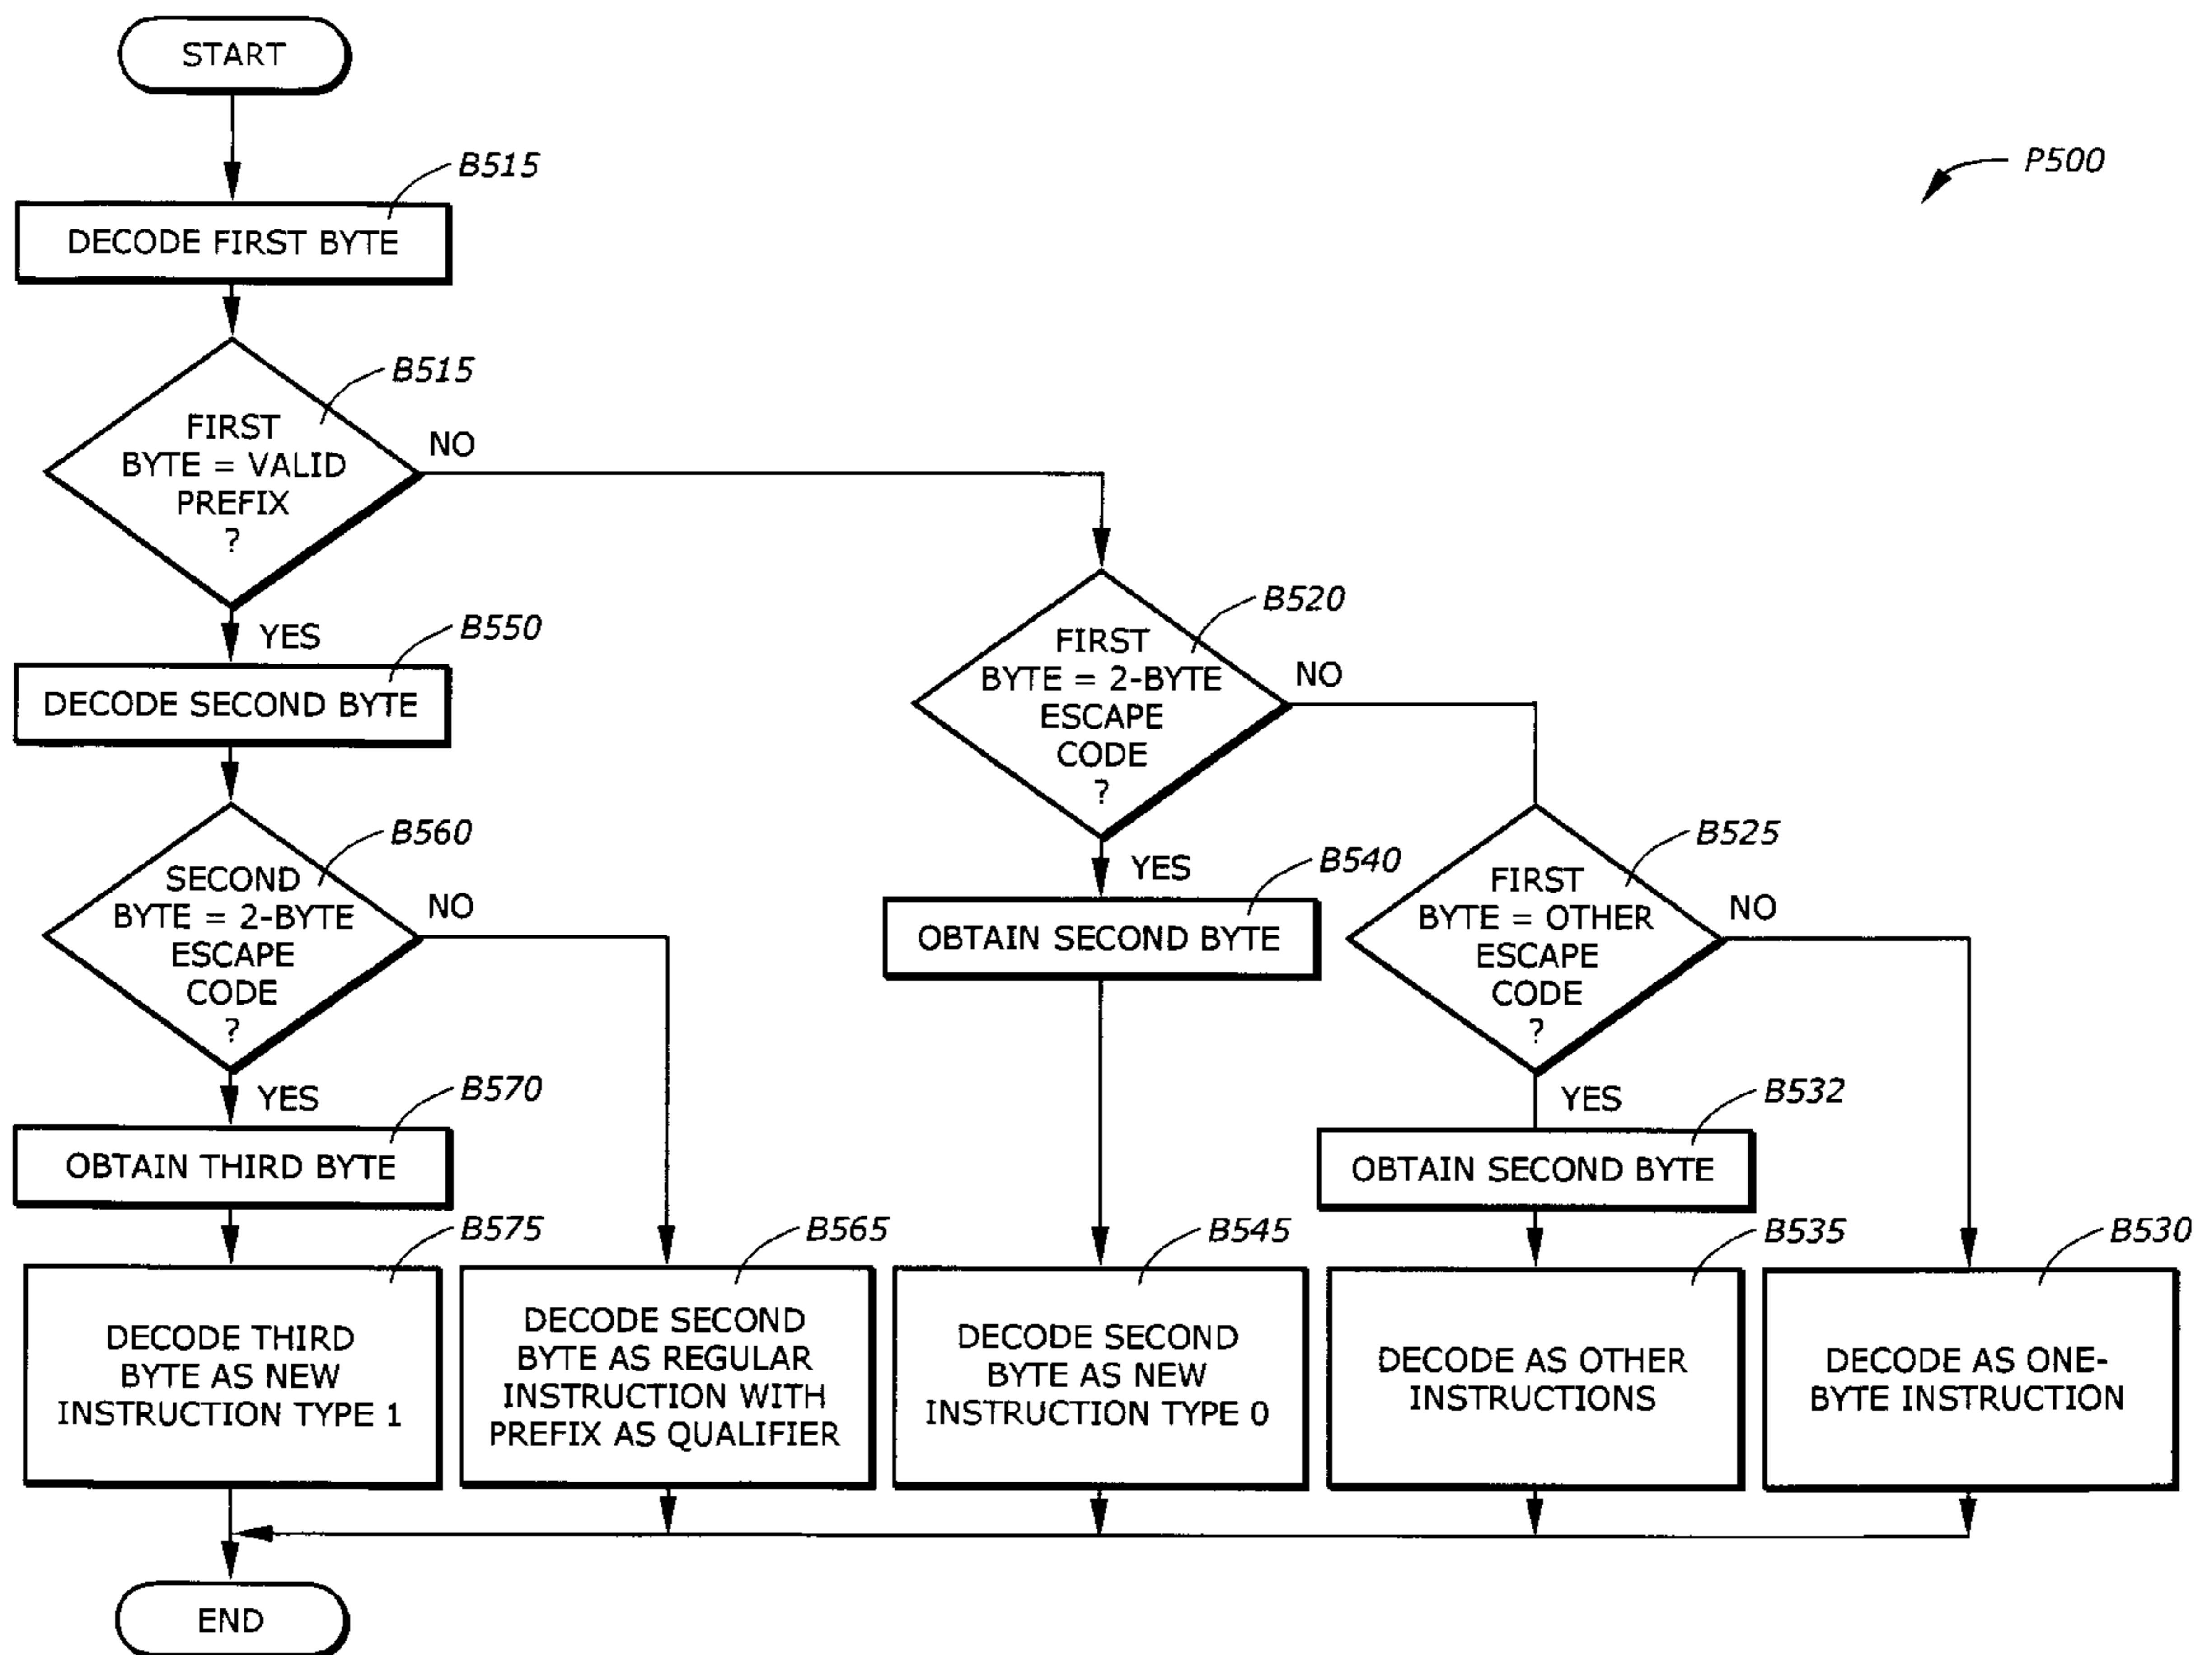 START
B515
P500
DECODE FIRST BYTE
B515
FIRST
BYTE = VALID
PREFIX
?
NO
YES
B550
DECODE SECOND BYTE
B520
FIRST
BYTE = 2-BYTE
ESCAPE
CODE
?
NO
YES
B560
SECOND
BYTE = 2-BYTE
ESCAPE
CODE
?
NO
YES
B540
OBTAIN SECOND BYTE
B525
FIRST
BYTE = OTHER
ESCAPE
CODE
?
NO
YES
B570
OBTAIN THIRD BYTE
B532
OBTAIN SECOND BYTE
B575
DECODE THIRD
BYTE AS NEW
INSTRUCTION TYPE 1
B565
DECODE SECOND
BYTE AS REGULAR
INSTRUCTION WITH
PREFIX AS QUALIFIER
B545
DECODE SECOND
BYTE AS NEW
INSTRUCTION TYPE 0
B535
DECODE AS OTHER
INSTRUCTIONS
B530
DECODE AS ONE-
BYTE INSTRUCTION
END